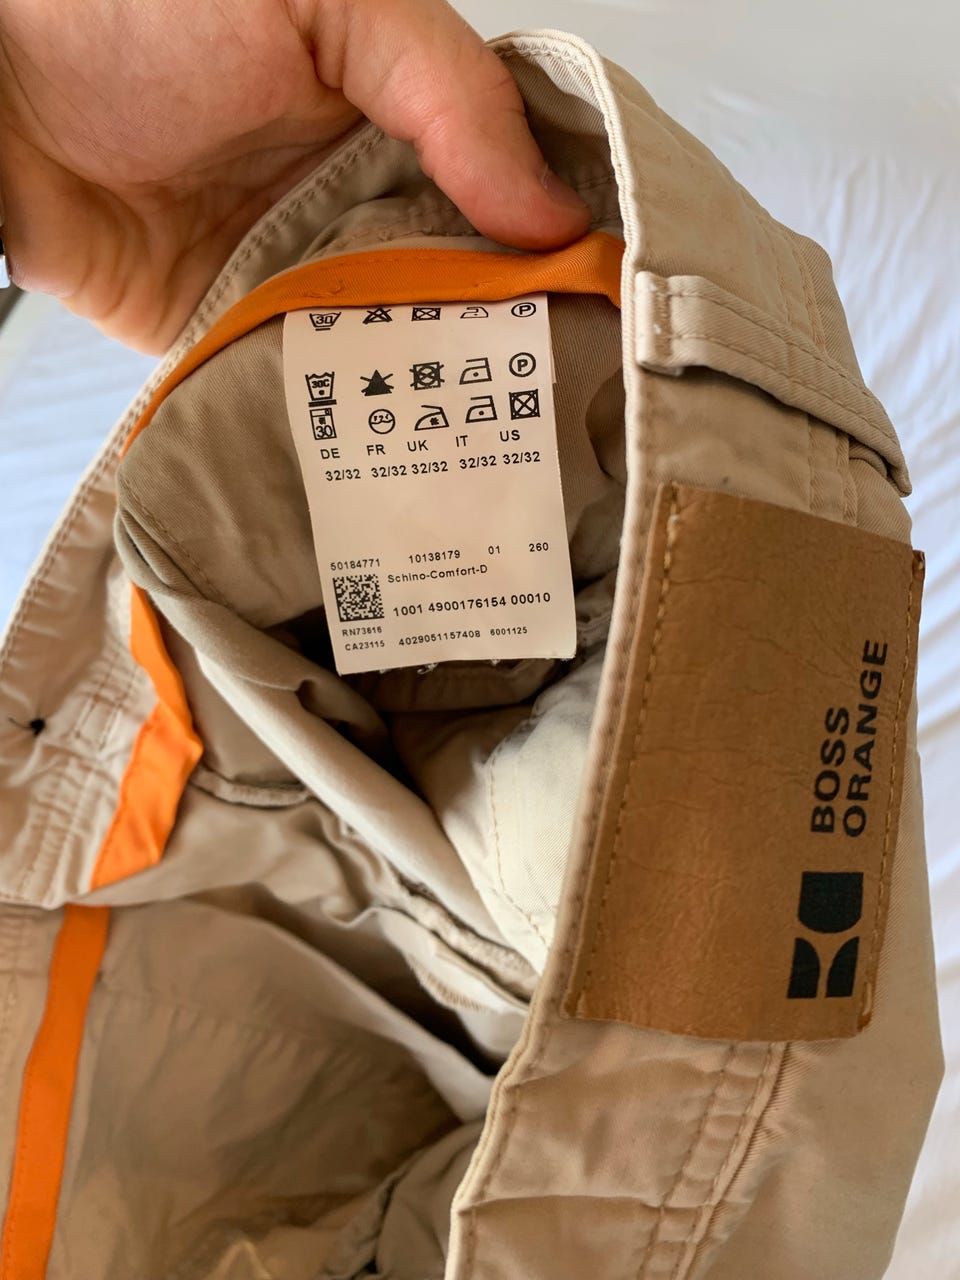 30 P
30C P
30
DE FR UK IT US
32/32 32/32 32/32 32/32 32/32
50184771 10138179 01 260
Schino-Comfort-D
1001 4900176154 00010
RN73616
CA23115 4029051157408 6001125
BOSS
ORANGE